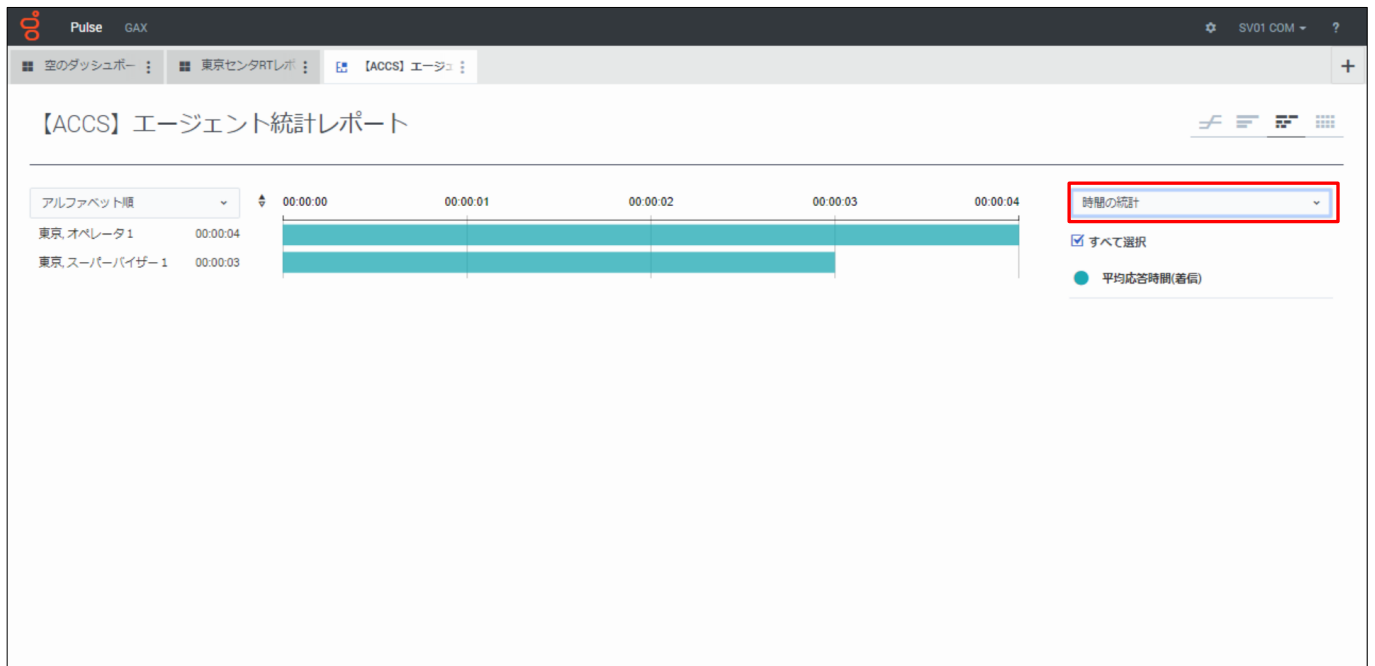 Pulse GAX SV01 COM ?
空のダッシュボー 東京センタRTレポ 【ACCS】エージェ +
【ACCS】エージェント統計レポート
アルファベット順 00:00:00 00:00:01 00:00:02 00:00:03 00:00:04 時間の統計
東京, オペレータ1 00:00:04
すべて選択
東京, スーパーバイザー1 00:00:03
平均応答時間(着信)